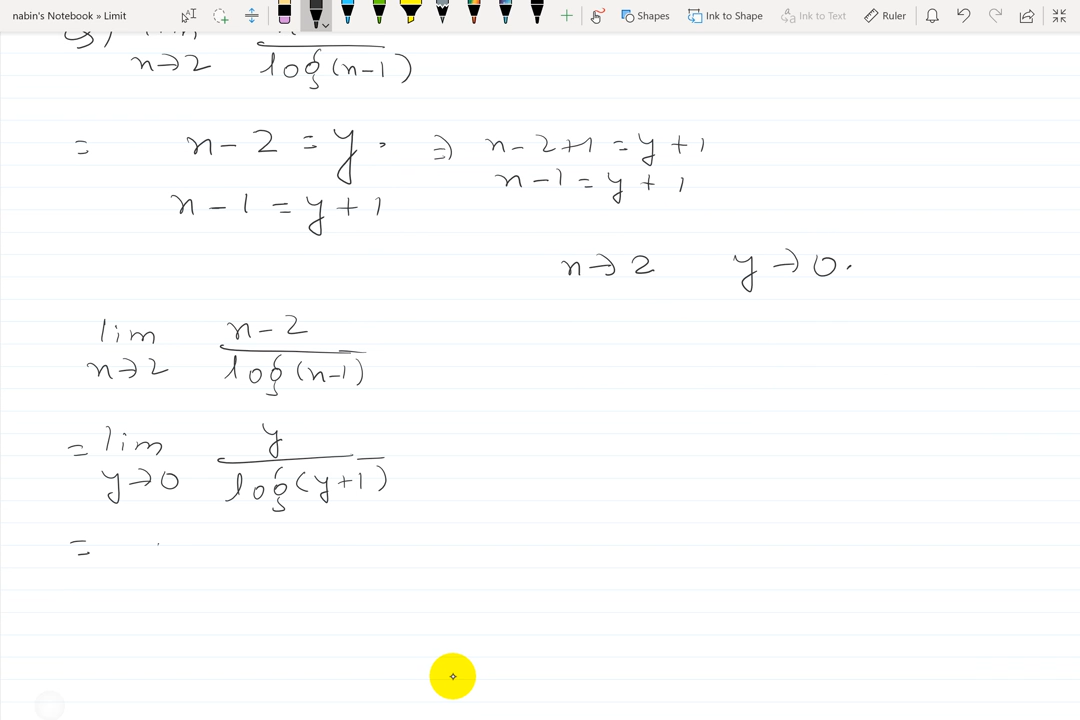 nabin's Notebook » Limit
Shapes
Ink to Shape
Ink to Text
Ruler
n→2 log(n-1)
= n-2 = y. ⇒ n-2+1 = y+1
n-1 = y+1
n-1 = y+1
n→2 y→0.
lim n-2
n→2 log(n-1)
= lim y
y→0 log(y+1)
=